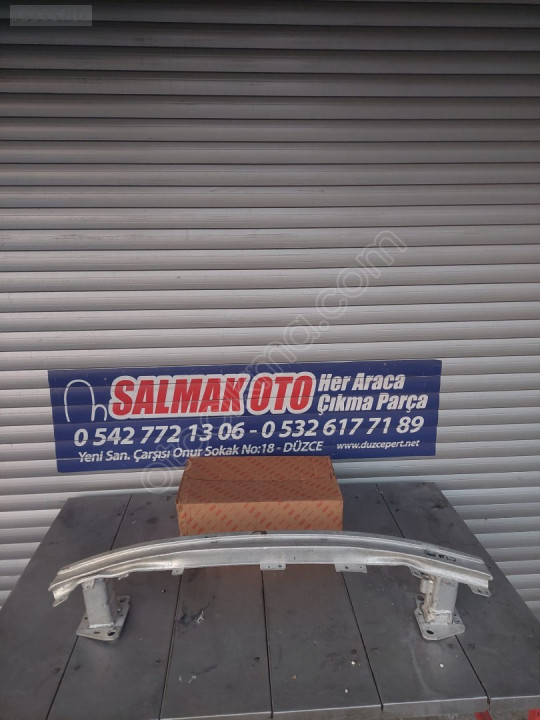 SALMAK OTO
Her Araca
Çıkma Parça
0 542 772 13 06 - 0 532 617 71 89
Yeni San. Çarşısı Onur Sokak No:18 - DÜZCE
www.duzcepert.net